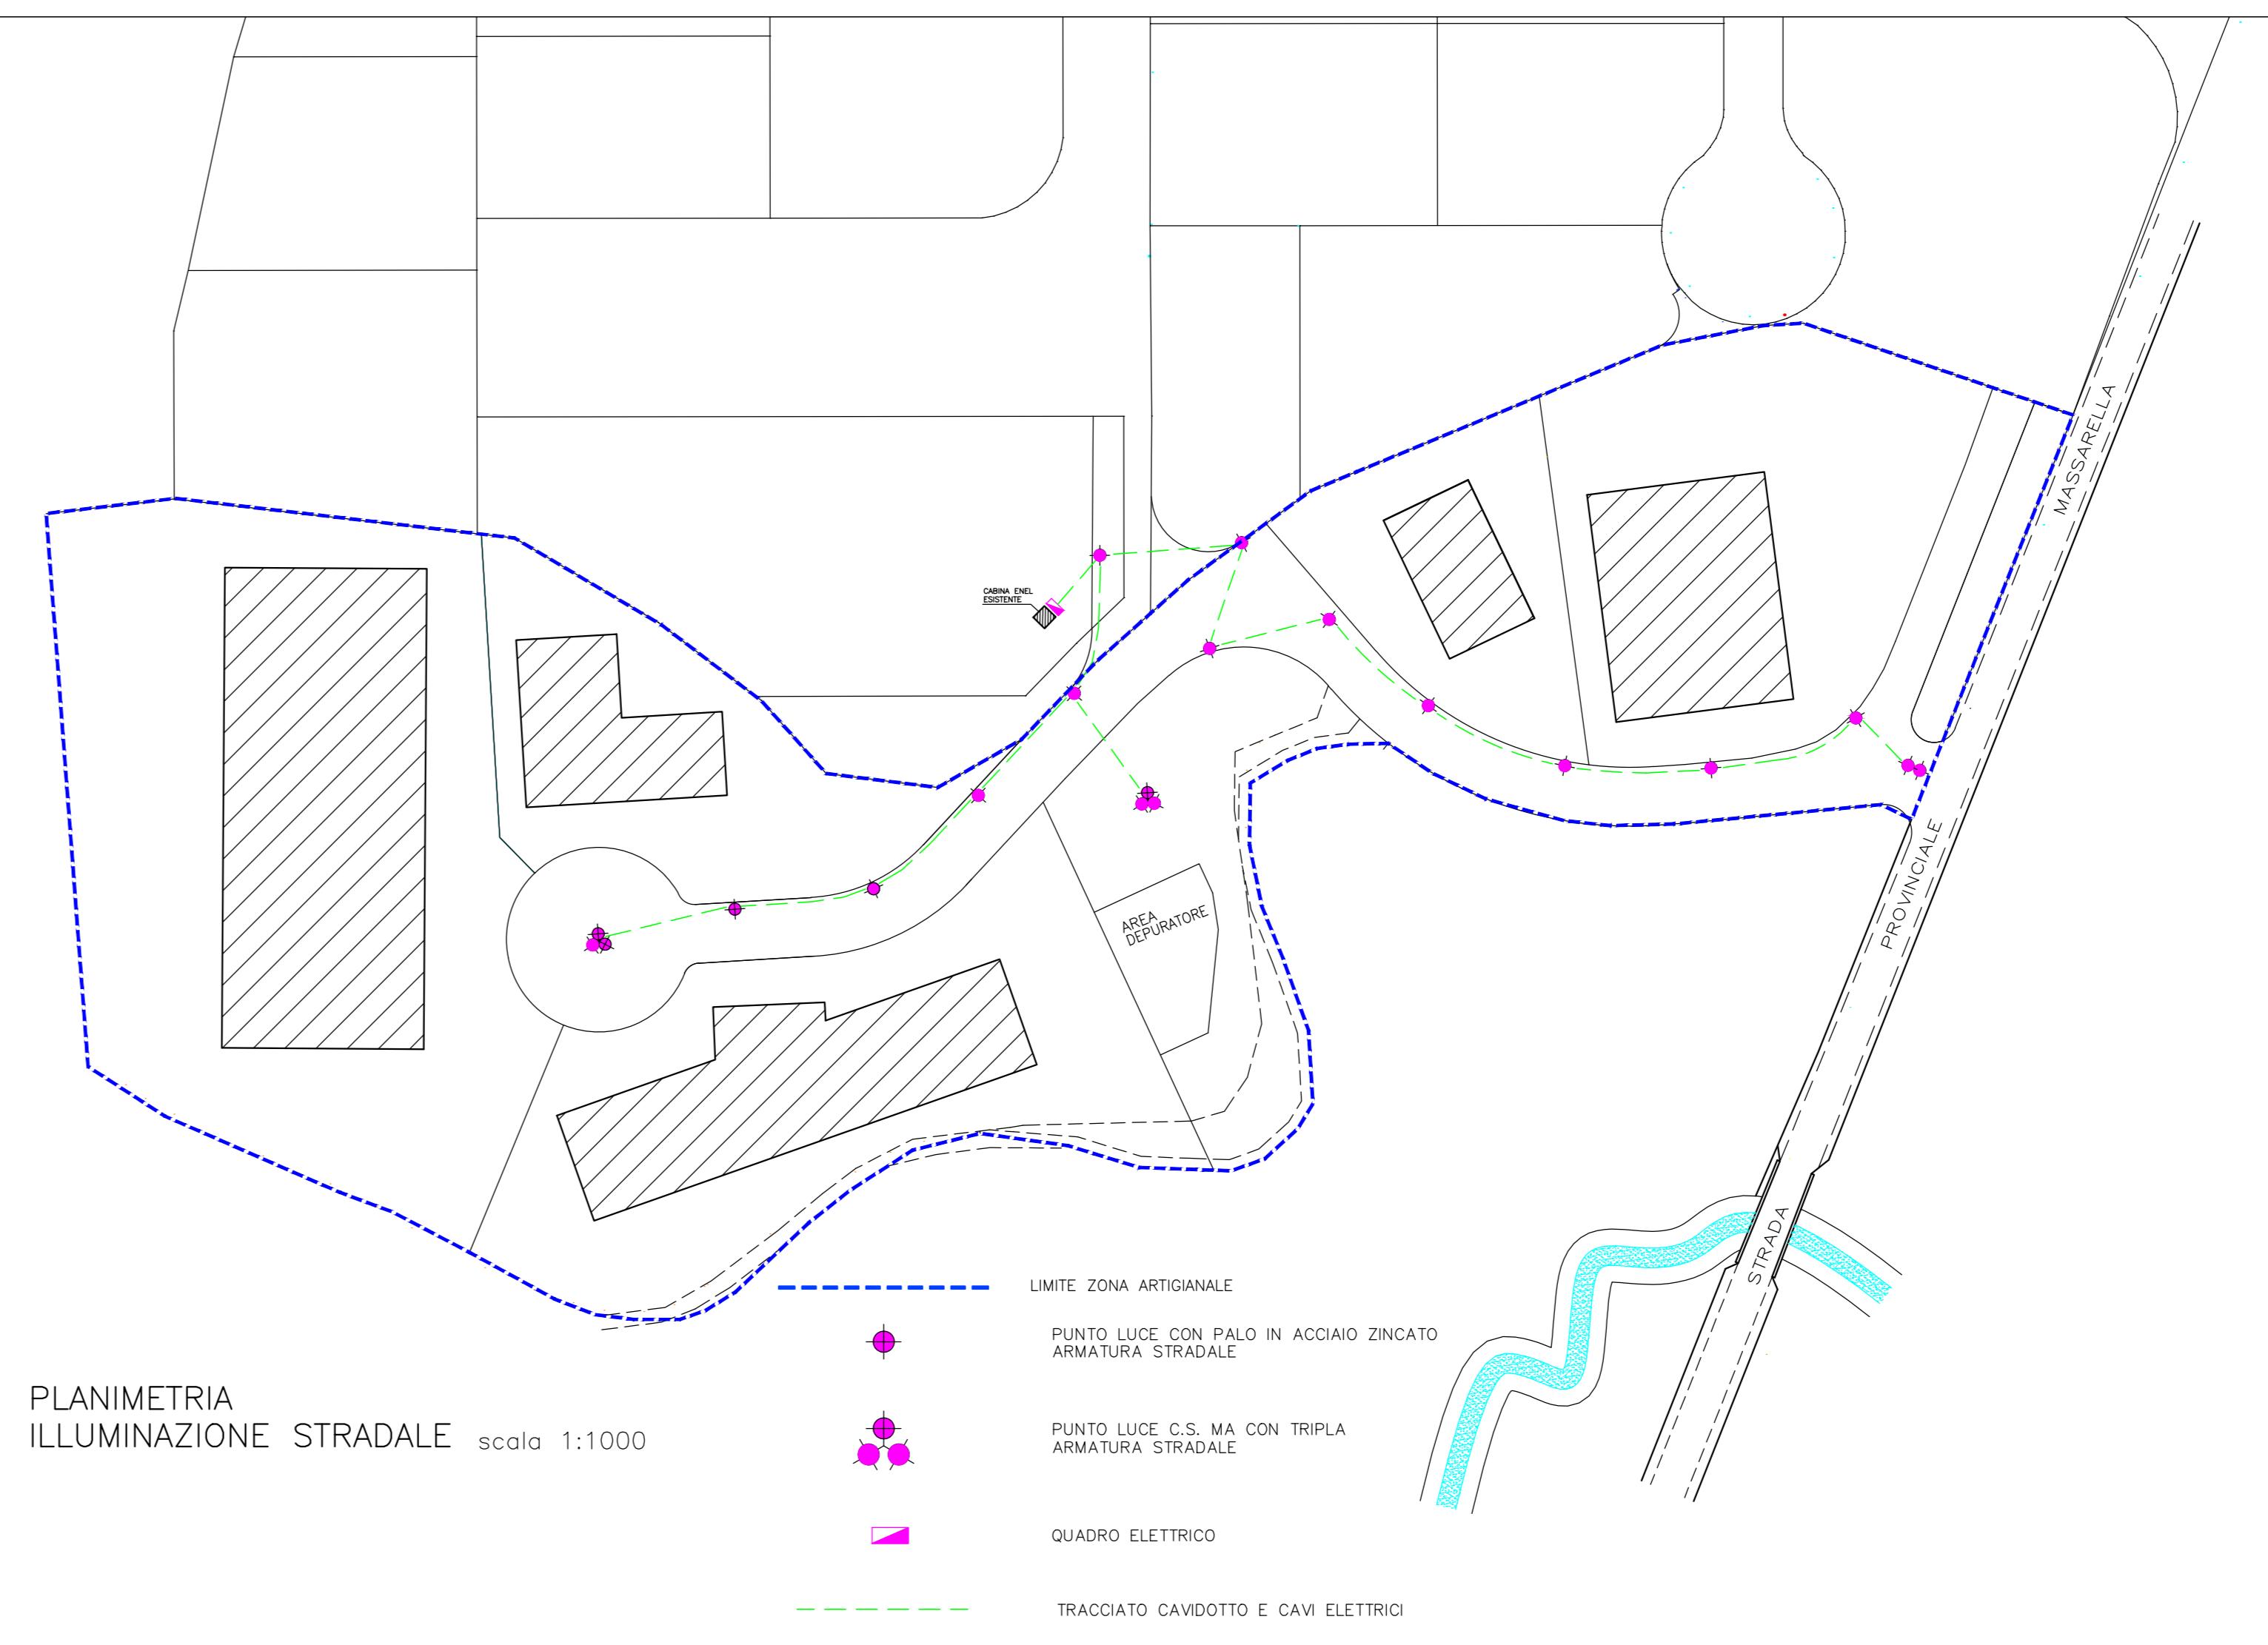 MASSARELLA
CABINA ENEL
ESISTENTE
PROVINCIALE
AREA
DEPURATORE
STRADA
LIMITE ZONA ARTIGIANALE
PUNTO LUCE CON PALO IN ACCIAIO ZINCATO
ARMATURA STRADALE
PLANIMETRIA
ILLUMINAZIONE STRADALE scala 1:1000
PUNTO LUCE C.S. MA CON TRIPLA
ARMATURA STRADALE
QUADRO ELETTRICO
TRACCIATO CAVIDOTTO E CAVI ELETTRICI